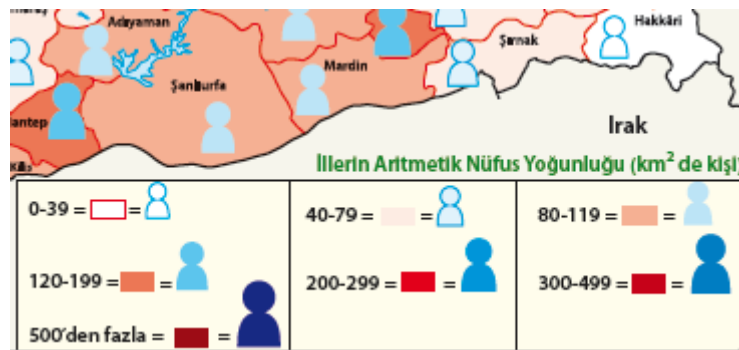 Adıyaman
Hakkâri
Şırnak
Mardin
Şanlıurfa
antep
Irak
İllerin Aritmetik Nüfus Yoğunluğu (km² de kişi)
0-39 = =
40-79 = =
80-119 = =
120-199 = =
200-299 = =
300-499 = =
500'den fazla = =